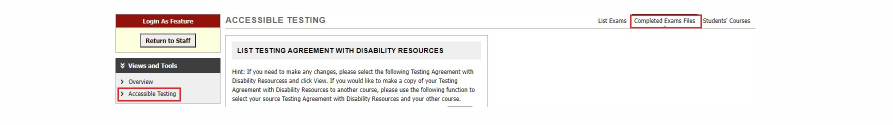 Login As Feature
Return to Staff
Views and Tools
Overview
Accessible Testing
ACCESSIBLE TESTING
List Exams Completed Exams Files Students' Courses
LIST TESTING AGREEMENT WITH DISABILITY RESOURCES
Hint: If you need to make any changes, please select the following Testing Agreement with
Disability Resourcess and click View. If you would like to make a copy of your Testing
Agreement with Disability Resources to another course, please use the following function to
select your source Testing Agreement with Disability Resources and your other course.